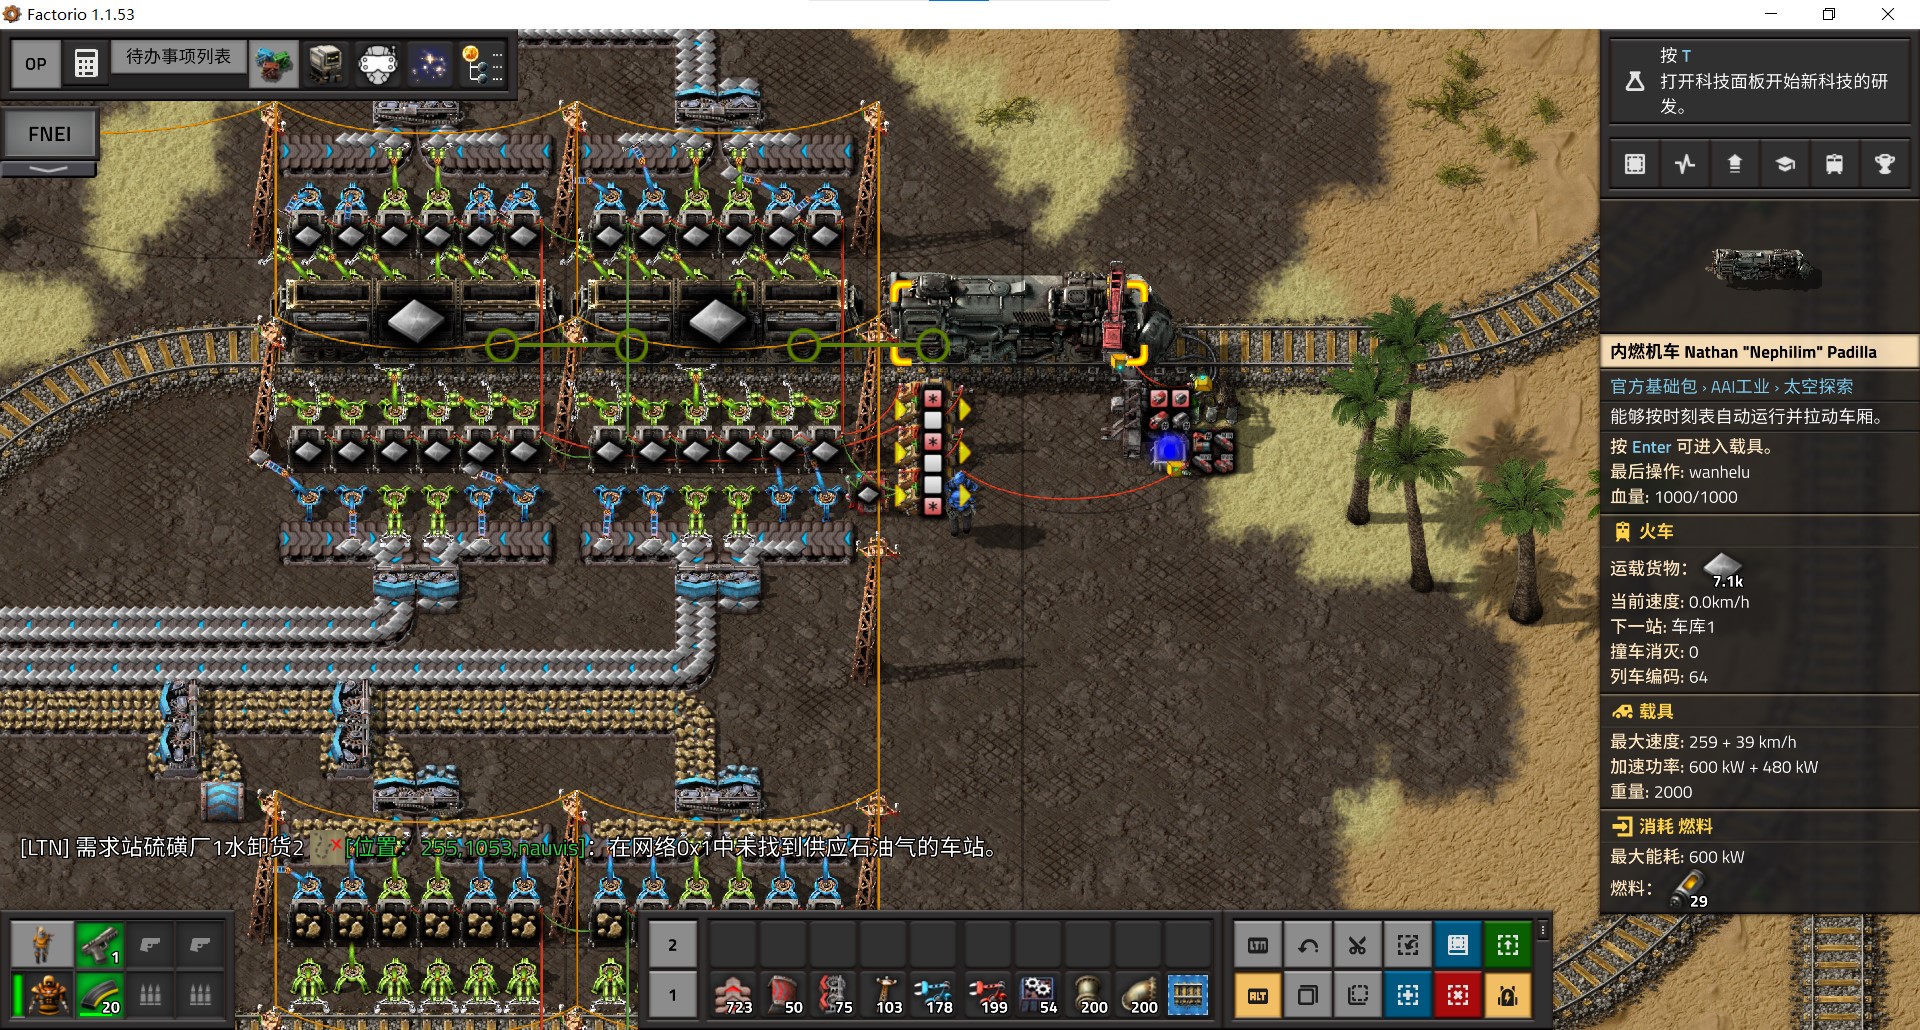 Factorio 1.1.53
OP
待办事项列表
FNEI
按 T
打开科技面板开始新科技的研
发。
内燃机车 Nathan "Nephilim" Padilla
官方基础包 › AAI工业 › 太空探索
能够按时刻表自动运行并拉动车厢。
按 Enter 可进入载具。
最后操作: wanhelu
血量: 1000/1000
火车
运载货物:
7.1k
当前速度: 0.0km/h
下一站: 车库1
撞车消灭: 0
列车编码: 64
载具
最大速度: 259 + 39 km/h
加速功率: 600 kW + 480 kW
重量: 2000
消耗 燃料
最大能耗: 600 kW
燃料:
29
[LTN] 需求站硫磺厂1水卸货2 [位置: 255,1053,nauvis]: 在网络0x1中未找到供应石油气的车站。
1
20
2
1
723
50
75
103
178
199
54
200
200
LTN
ALT